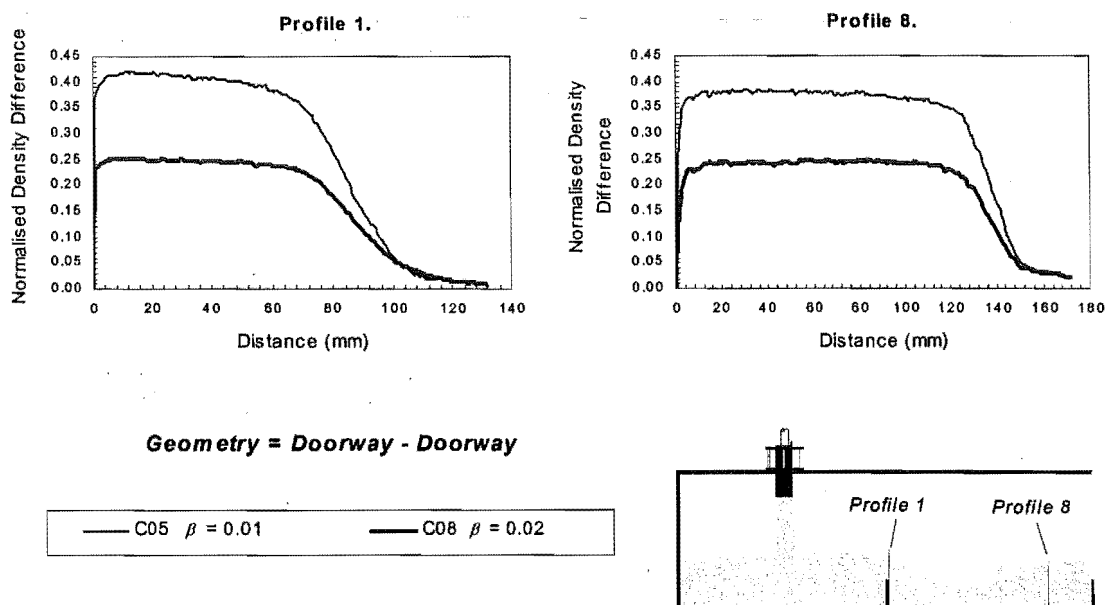 Profile 1.
Normalised Density Difference
0.45
0.40
0.35
0.30
0.25
0.20
0.15
0.10
0.05
0.00
0 20 40 60 80 100 120 140
Distance (mm)
Profile 8.
Normalised Density
Difference
0.45
0.40
0.35
0.30
0.25
0.20
0.15
0.10
0.05
0.00
0 20 40 60 80 100 120 140 160 180
Distance (mm)
Geometry = Doorway - Doorway
C05 β = 0.01 C08 β = 0.02
Profile 1 Profile 8